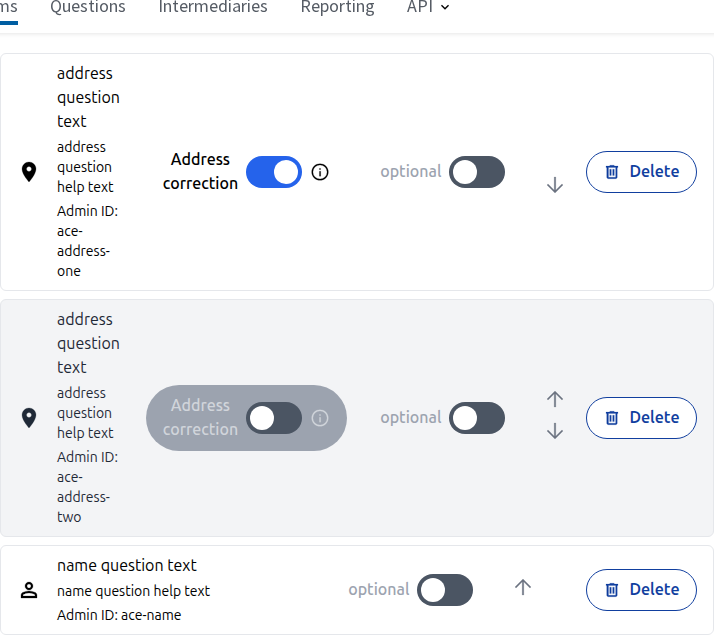 ms Questions Intermediaries Reporting API
address
question
text
address
question
help text
Admin ID:
ace-
address-
one
Address
correction
optional
Delete
address
question
text
address
question
help text
Admin ID:
ace-
address-
two
Address
correction
optional
Delete
name question text
name question help text
Admin ID: ace-name
optional
Delete